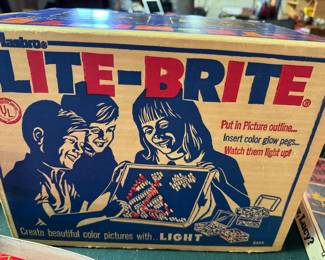 Hasbro®
LITE-BRITE®
UL
Put in Picture outline...
Insert color glow pegs...
Watch them light up!
Create beautiful color pictures with.. LIGHT